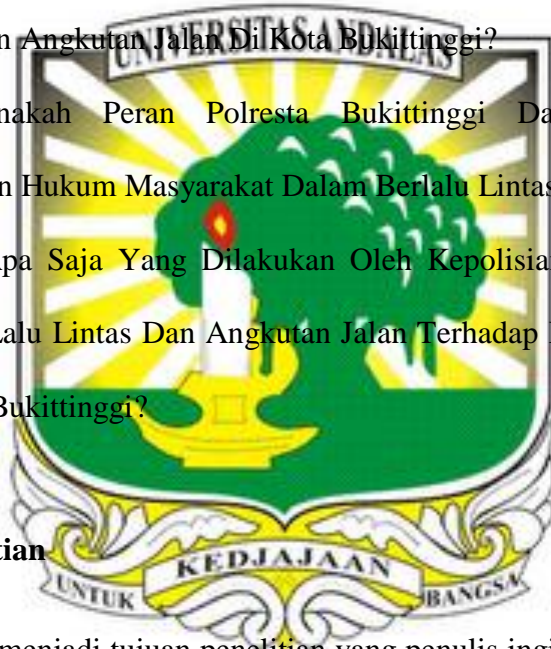 n Angkutan Jalan Di Kota Bukittinggi?
UNIVERSITAS ANDALAS
nakah Peran Polresta Bukittinggi Da
n Hukum Masyarakat Dalam Berlalu Lintas
pa Saja Yang Dilakukan Oleh Kepolisia
Lalu Lintas Dan Angkutan Jalan Terhadap
Bukittinggi?
tian
KEDJAJAAN
UNTUK BANGSA
menjadi tujuan penelitian yang penulis ingi